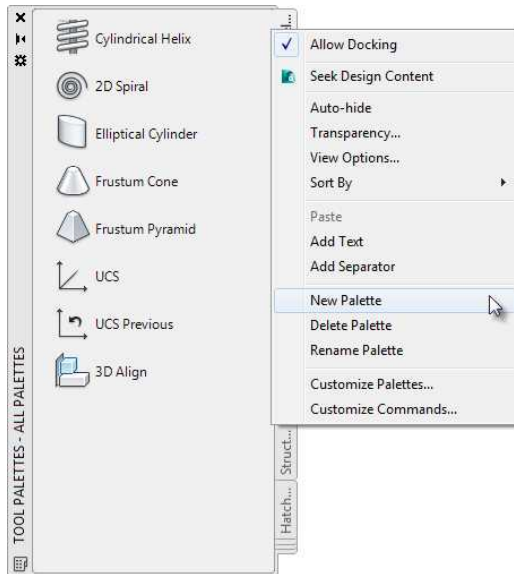 Cylindrical Helix
2D Spiral
Elliptical Cylinder
Frustum Cone
Frustum Pyramid
UCS
UCS Previous
3D Align
TOOL PALETTES - ALL PALETTES
Allow Docking
Seek Design Content
Auto-hide
Transparency...
View Options...
Sort By
Paste
Add Text
Add Separator
New Palette
Delete Palette
Rename Palette
Customize Palettes...
Customize Commands...
Struct...
Hatch...